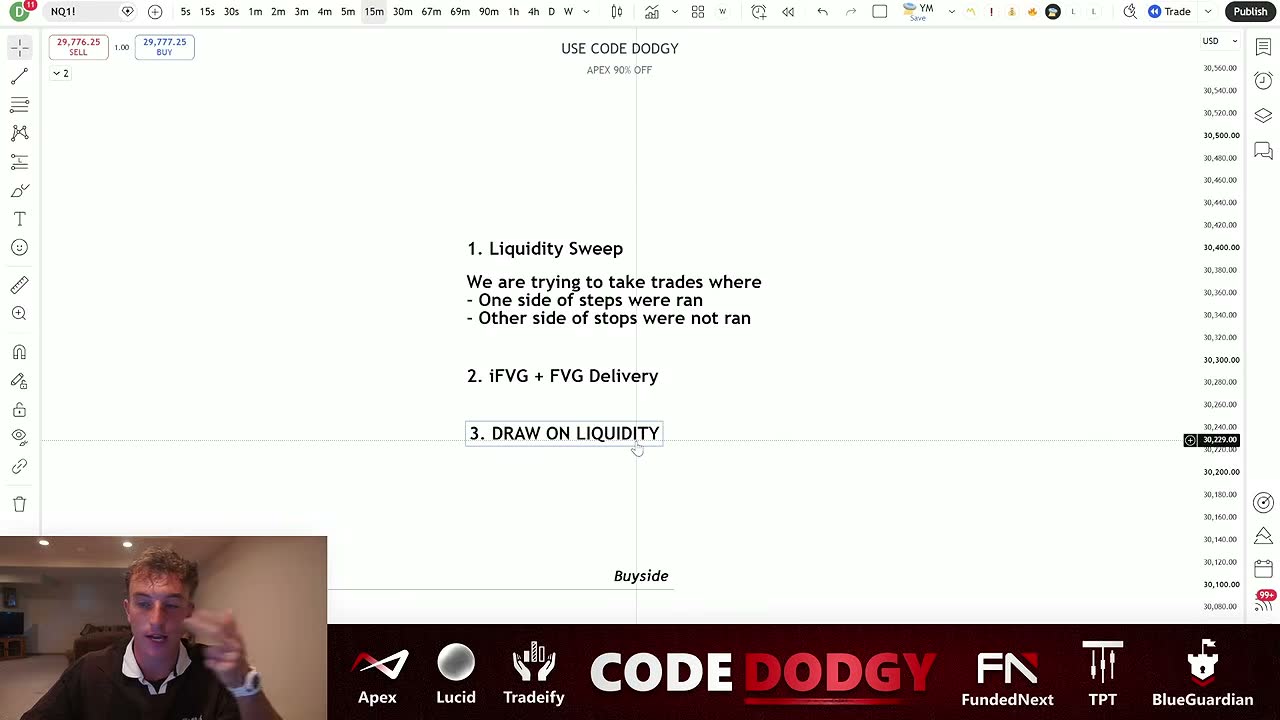 D
11
NQ1!
5s 15s 30s 1m 2m 3m 4m 5m 15m 30m 67m 69m 90m 1h 4h D W
W
YM
Save
L L
Trade
Publish
29,776.25
SELL
1.00
29,777.25
BUY
2
USE CODE DODGY
APEX 90% OFF
USD
30,560.00
30,540.00
30,520.00
30,500.00
30,480.00
30,460.00
30,440.00
30,420.00
30,400.00
30,380.00
30,360.00
30,340.00
30,320.00
30,300.00
30,280.00
30,260.00
30,240.00
30,229.00
30,220.00
30,200.00
30,180.00
30,160.00
30,140.00
30,120.00
30,100.00
30,080.00
1. Liquidity Sweep
We are trying to take trades where
- One side of steps were ran
- Other side of stops were not ran
2. iFVG + FVG Delivery
3. DRAW ON LIQUIDITY
Buyside
99+
Apex
Lucid
Tradeify
CODE DODGY
FN
FundedNext
TPT
BlueGuardian